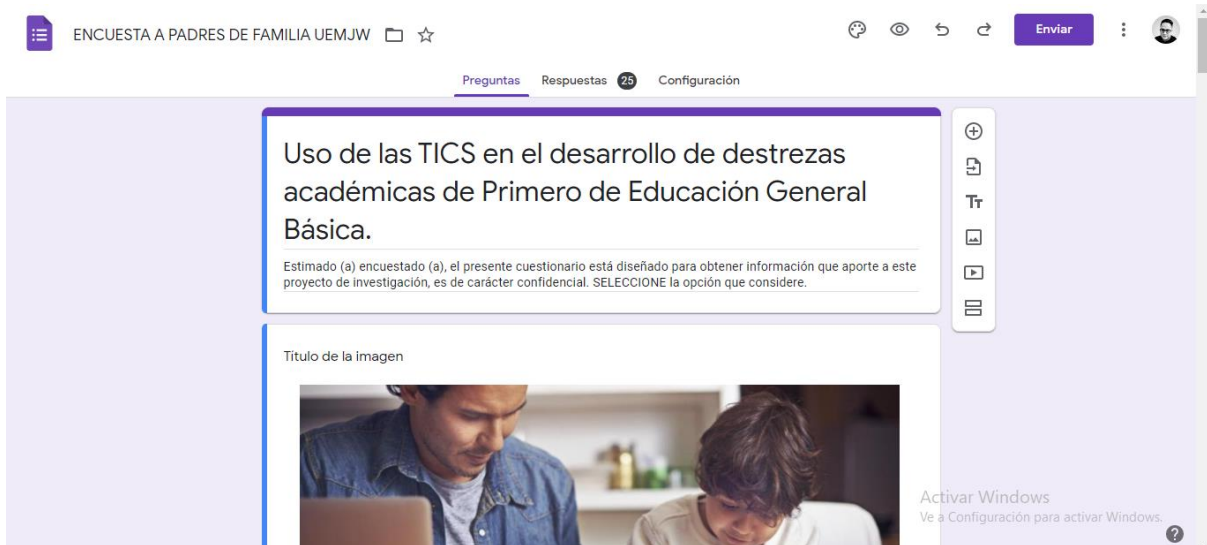 ENCUESTA A PADRES DE FAMILIA UEMJW
Enviar
Preguntas Respuestas 25 Configuración
Uso de las TICS en el desarrollo de destrezas
académicas de Primero de Educación General
Básica.
Estimado (a) encuestado (a), el presente cuestionario está diseñado para obtener información que aporte a este
proyecto de investigación, es de carácter confidencial. SELECCIONE la opción que considere.
Tt
Título de la imagen
Activar Windows
Ve a Configuración para activar Windows.